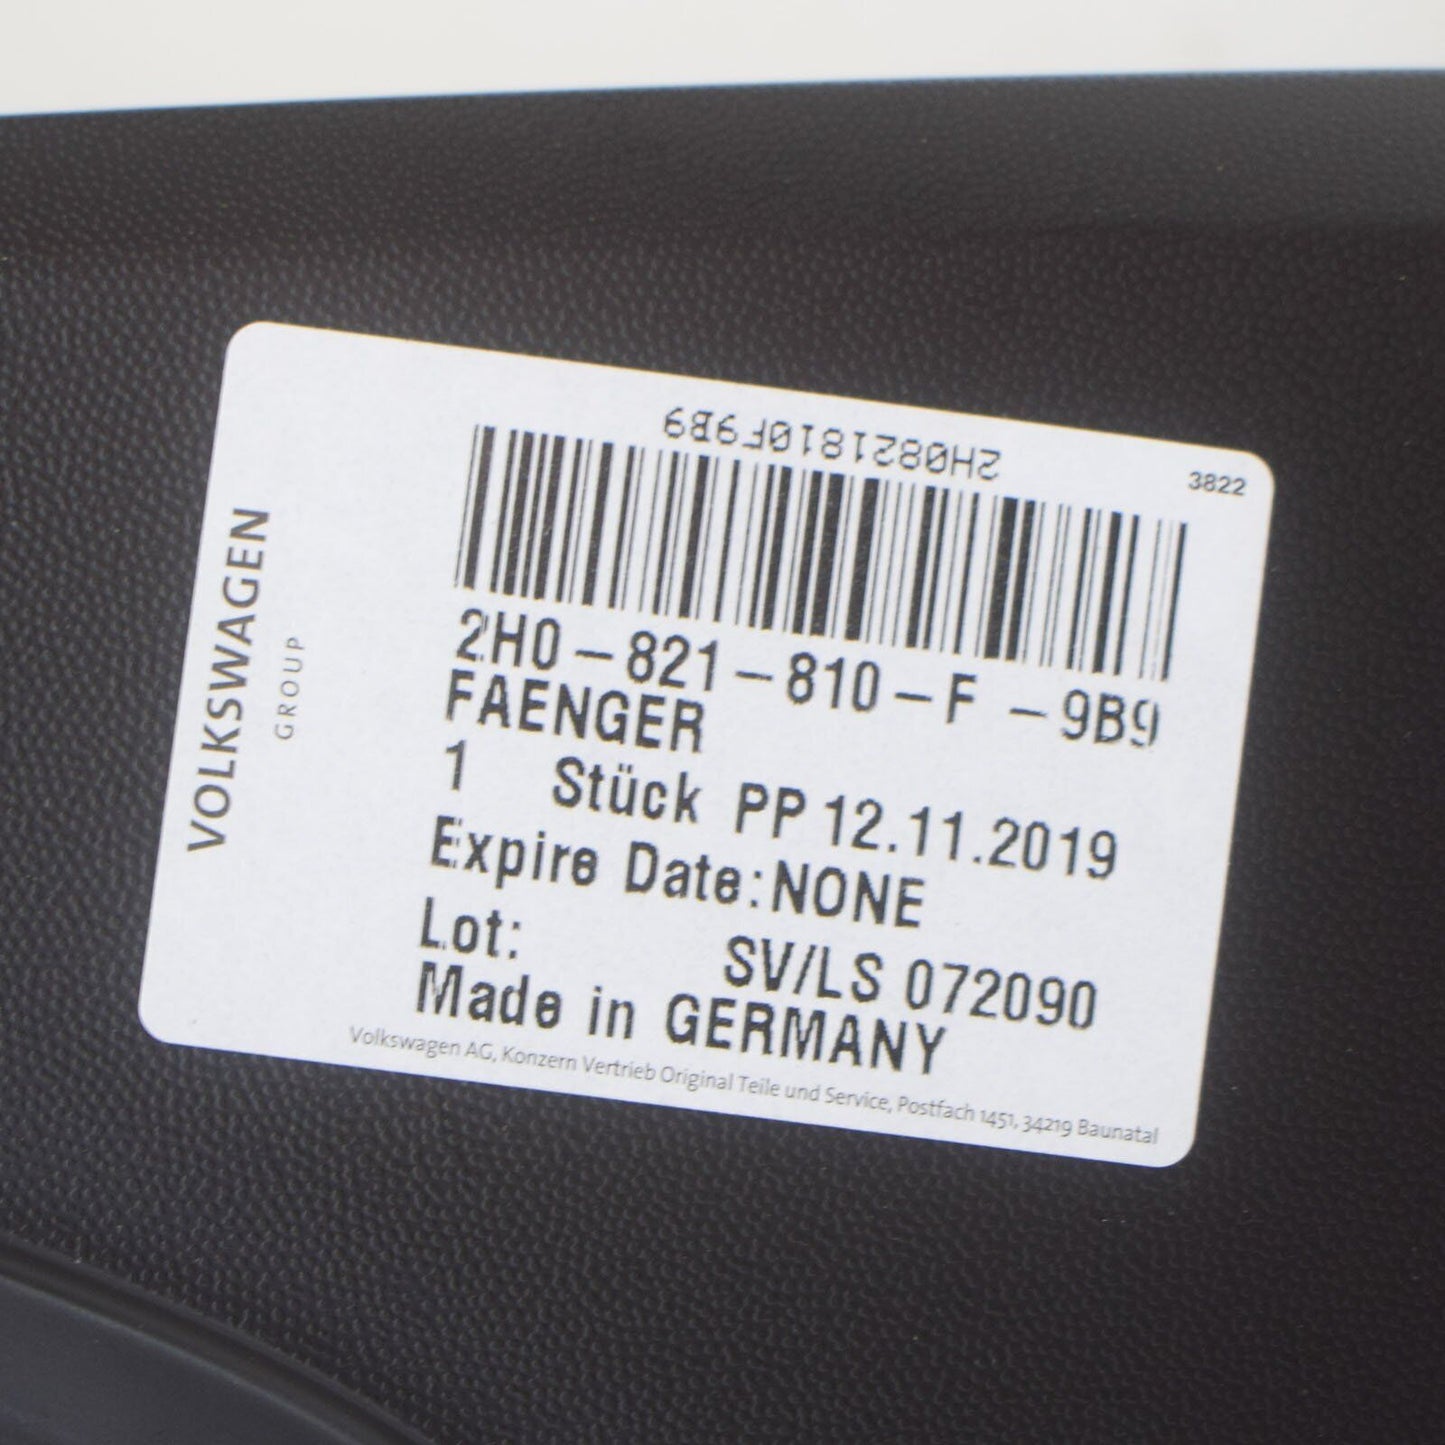 VOLKSWAGEN
GROUP
2H0821810F9B9
3822
2H0-821-810-F -9B9
FAENGER
1 Stück PP 12.11.2019
Expire Date:NONE
Lot: SV/LS 072090
Made in GERMANY
Volkswagen AG, Konzern Vertrieb Original Teile und Service, Postfach 1451, 34219 Baunatal